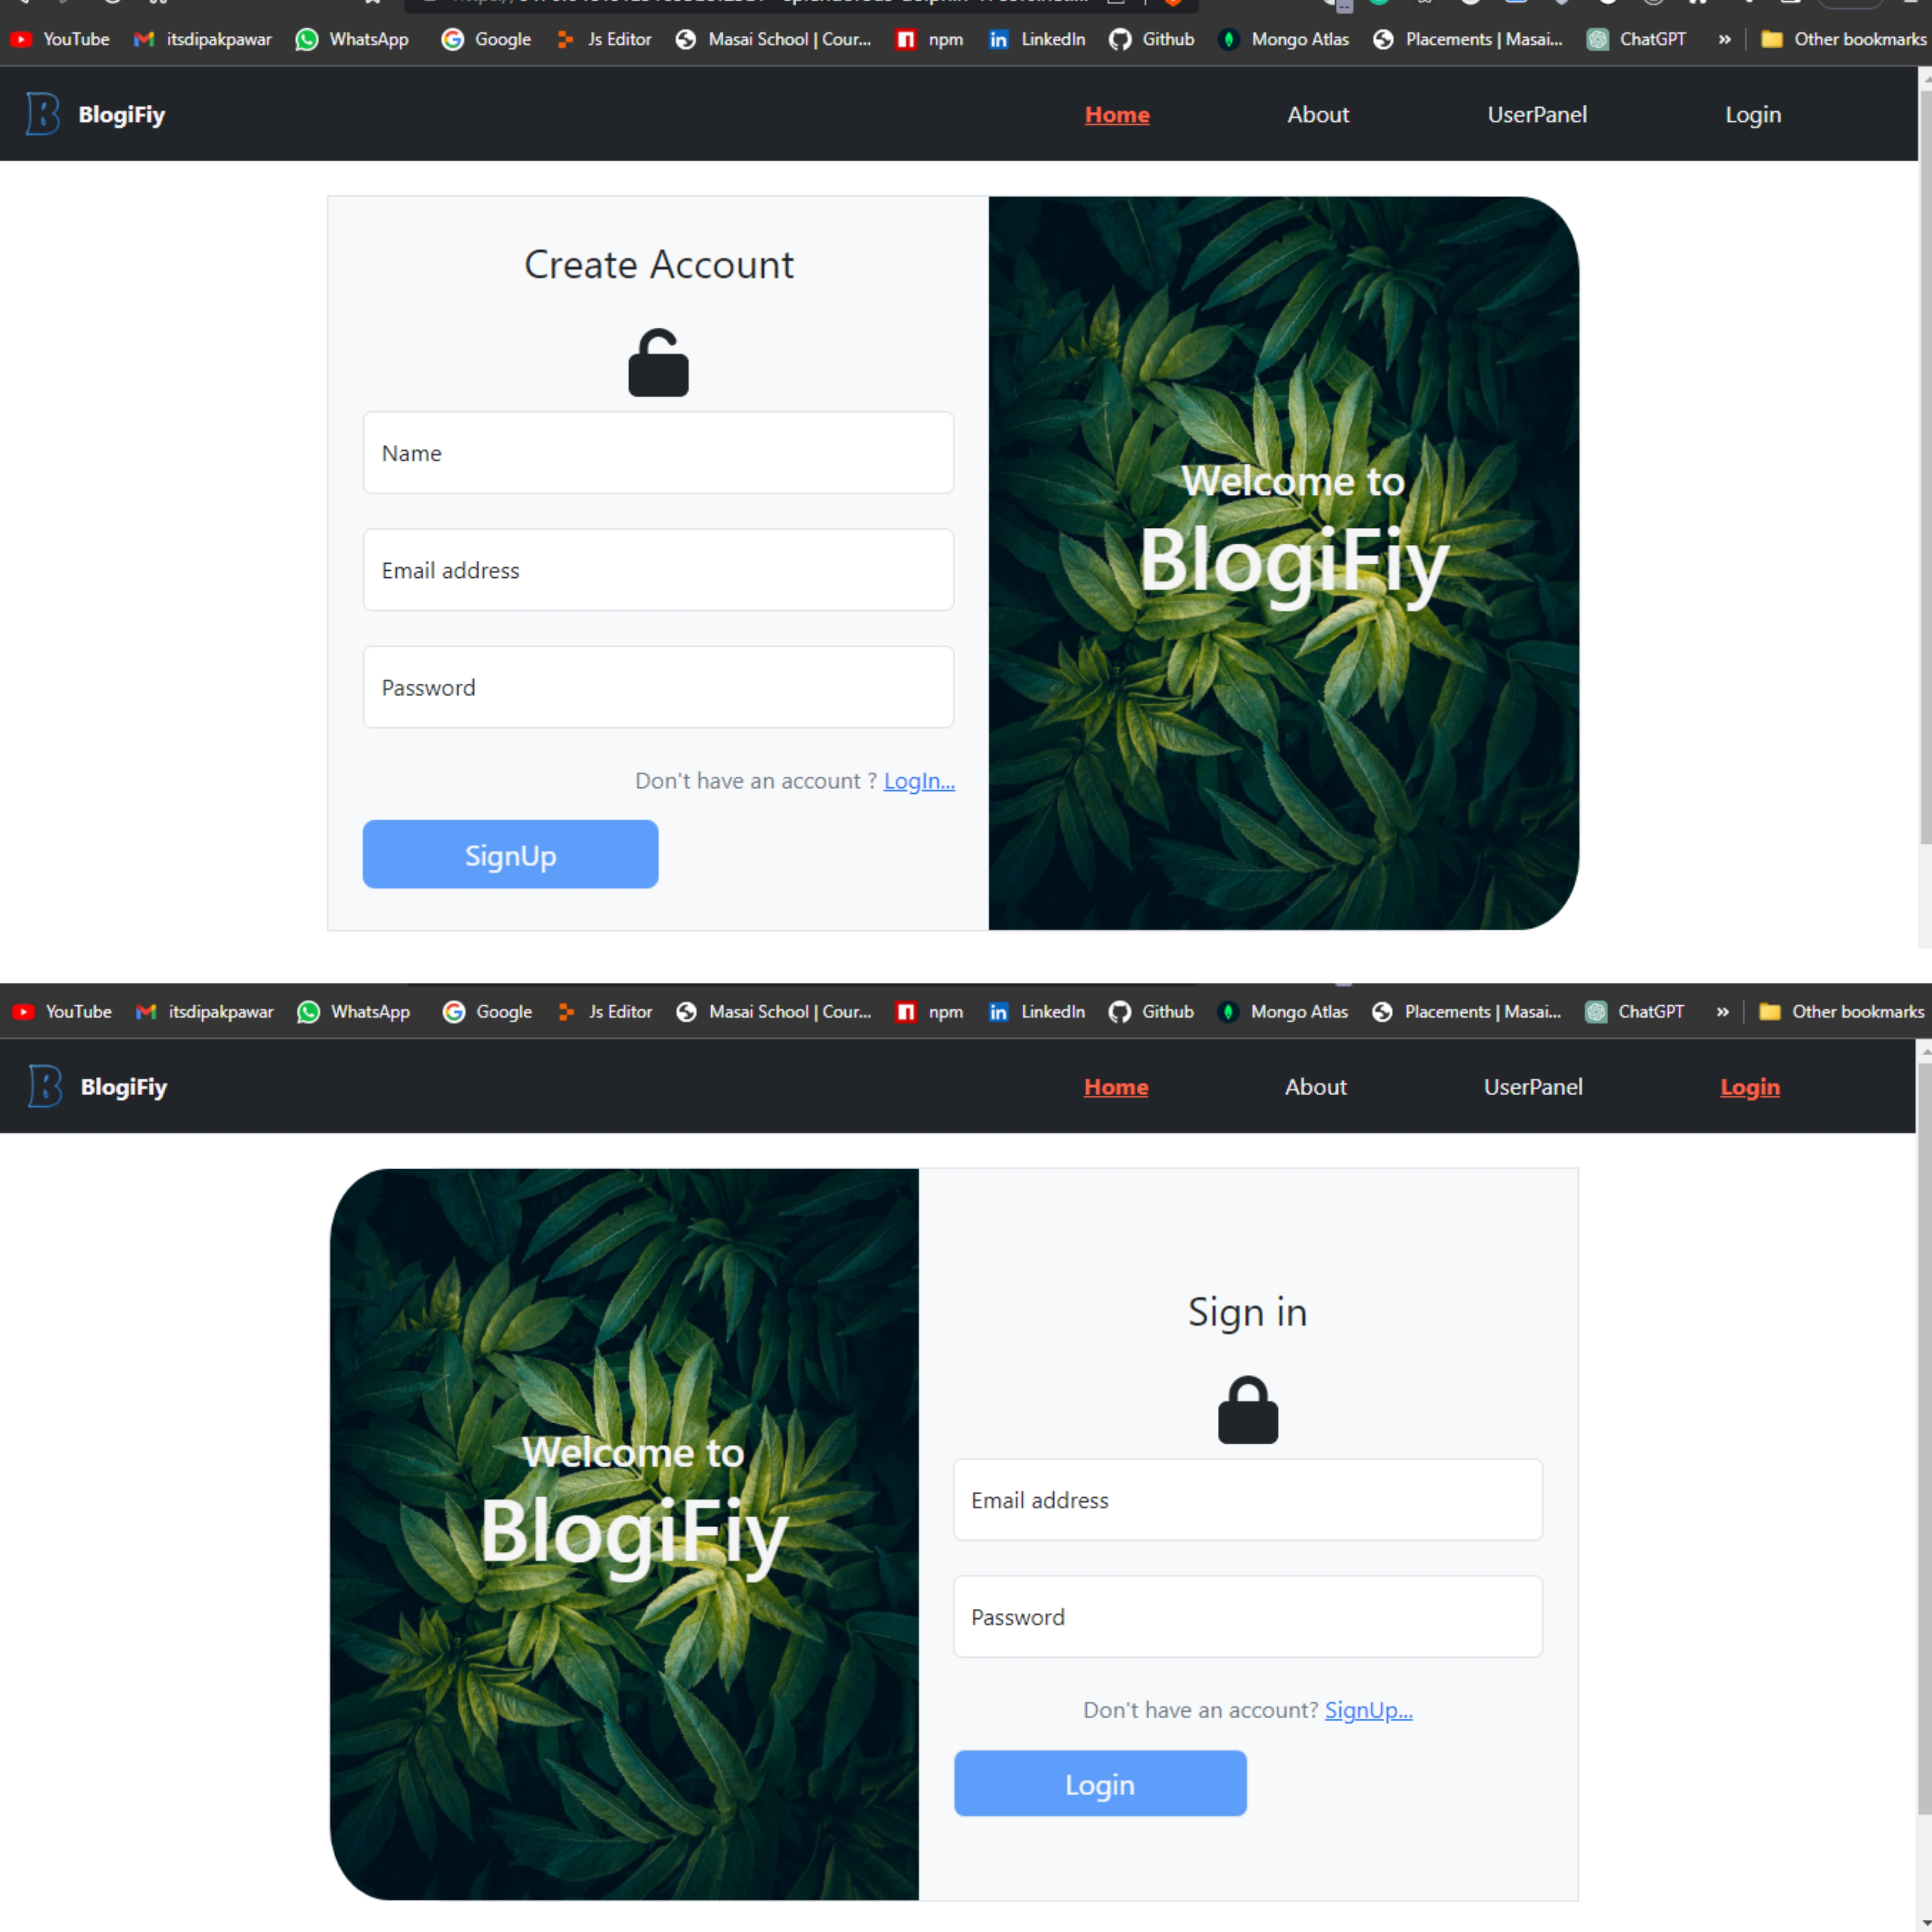 YouTube itsdipakpawar WhatsApp Google Js Editor Masai School | Cour... npm LinkedIn Github Mongo Atlas Placements | Masai... ChatGPT » Other bookmarks
B BlogiFiy Home About UserPanel Login
Create Account
Name
Email address
Password
Don't have an account ? LogIn...
SignUp
Welcome to
BlogiFiy
YouTube itsdipakpawar WhatsApp Google Js Editor Masai School | Cour... npm LinkedIn Github Mongo Atlas Placements | Masai... ChatGPT » Other bookmarks
B BlogiFiy Home About UserPanel Login
Welcome to
BlogiFiy
Sign in
Email address
Password
Don't have an account? SignUp...
Login